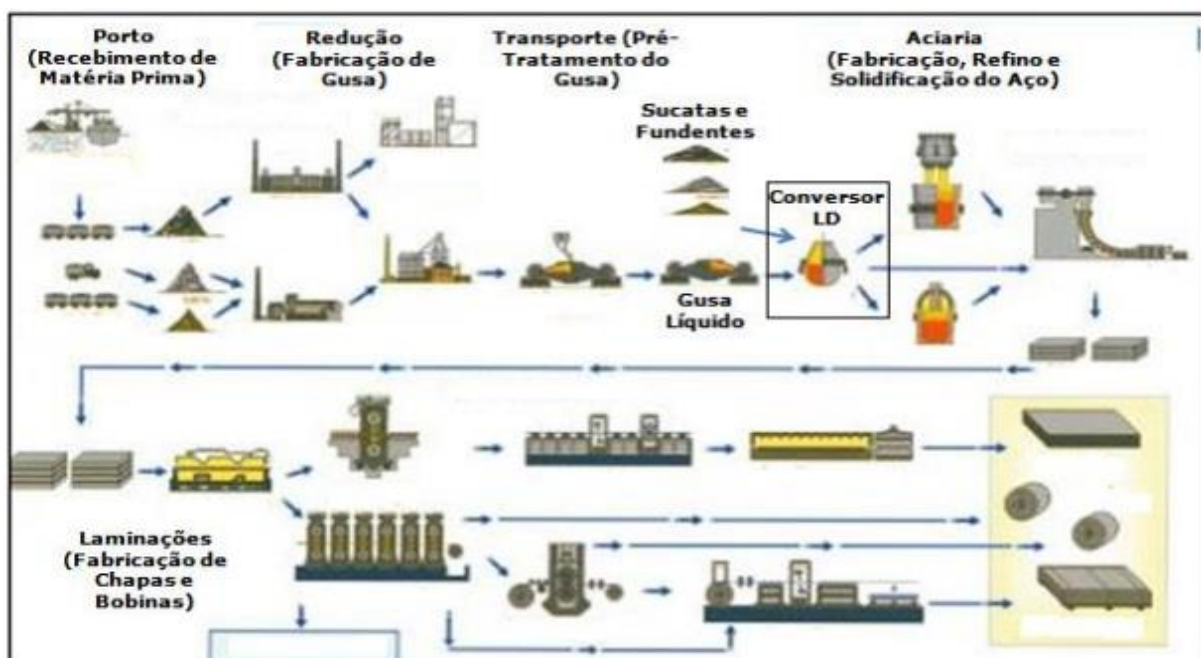 Porto
(Recebimento de
Matéria Prima)
Redução
(Fabricação de
Gusa)
Transporte (Pré-
Tratamento do
Gusa)
Aciaria
(Fabricação, Refino e
Solidificação do Aço)
Sucatas e
Fundentes
Conversor
LD
Gusa
Líquido
Laminações
(Fabricação de
Chapas e
Bobinas)